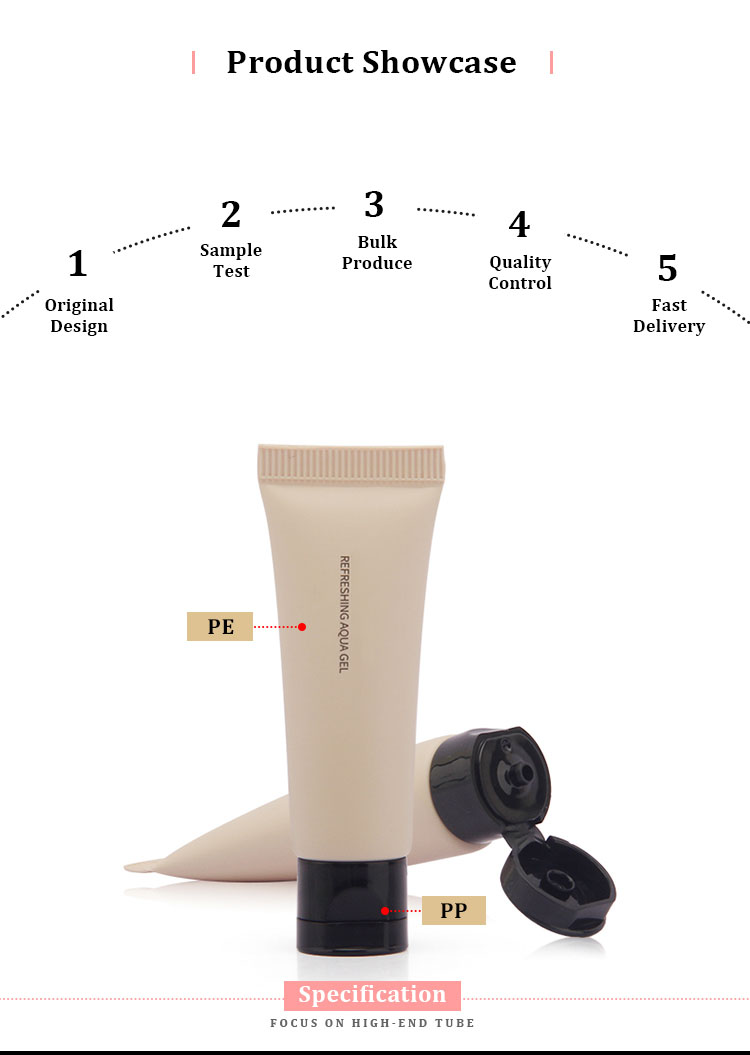 Product Showcase
1
Original
Design
2
Sample
Test
3
Bulk
Produce
4
Quality
Control
5
Fast
Delivery
REFRESHING AQUA GEL
PE
PP
Specification
FOCUS ON HIGH-END TUBE